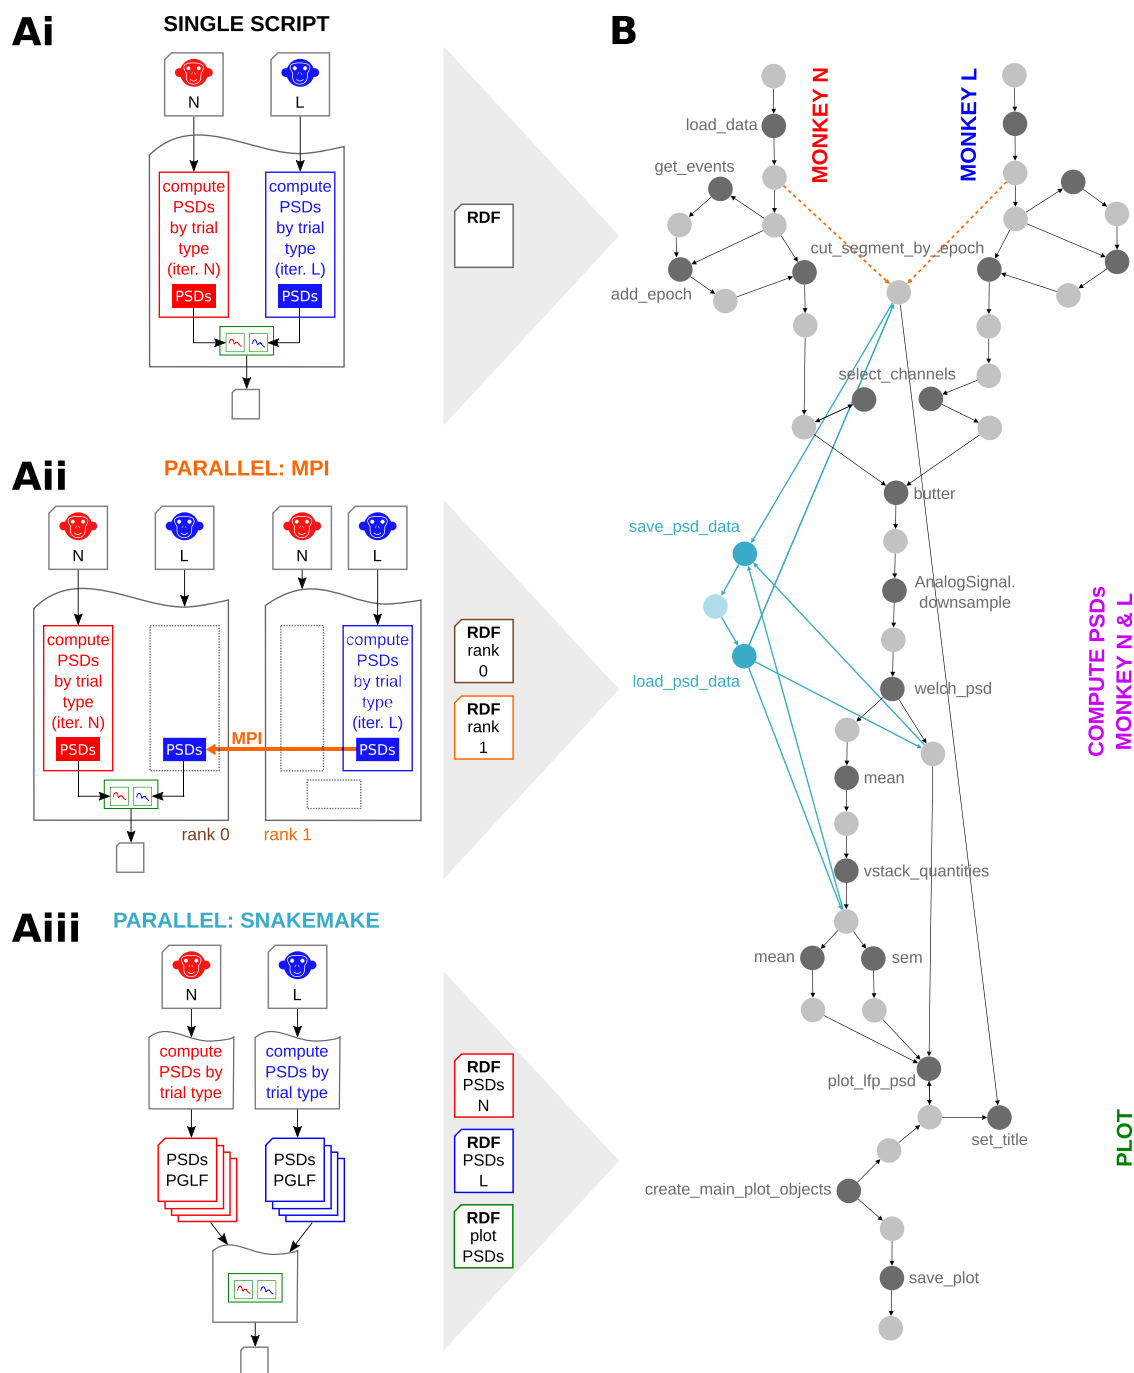 Ai
SINGLE SCRIPT
N
L
compute
PSDs
by trial
type
(iter. N)
PSDs
compute
PSDs
by trial
type
(iter. L)
PSDs
RDF
Aii
PARALLEL: MPI
N
L
N
L
compute
PSDs
by trial
type
(iter. N)
PSDs
PSDs
MPI
compute
PSDs
by trial
type
(iter. L)
PSDs
rank 0
rank 1
RDF
rank
0
RDF
rank
1
Aiii
PARALLEL: SNAKEMAKE
N
L
compute
PSDs by
trial type
compute
PSDs by
trial type
PSDs
PGLF
PSDs
PGLF
RDF
PSDs
N
RDF
PSDs
L
RDF
plot
PSDs
B
MONKEY N
MONKEY L
load_data
get_events
cut_segment_by_epoch
add_epoch
select_channels
butter
save_psd_data
AnalogSignal.
downsample
load_psd_data
welch_psd
COMPUTE PSDs
MONKEY N & L
mean
vstack_quantities
mean
sem
plot_lfp_psd
set_title
PLOT
create_main_plot_objects
save_plot